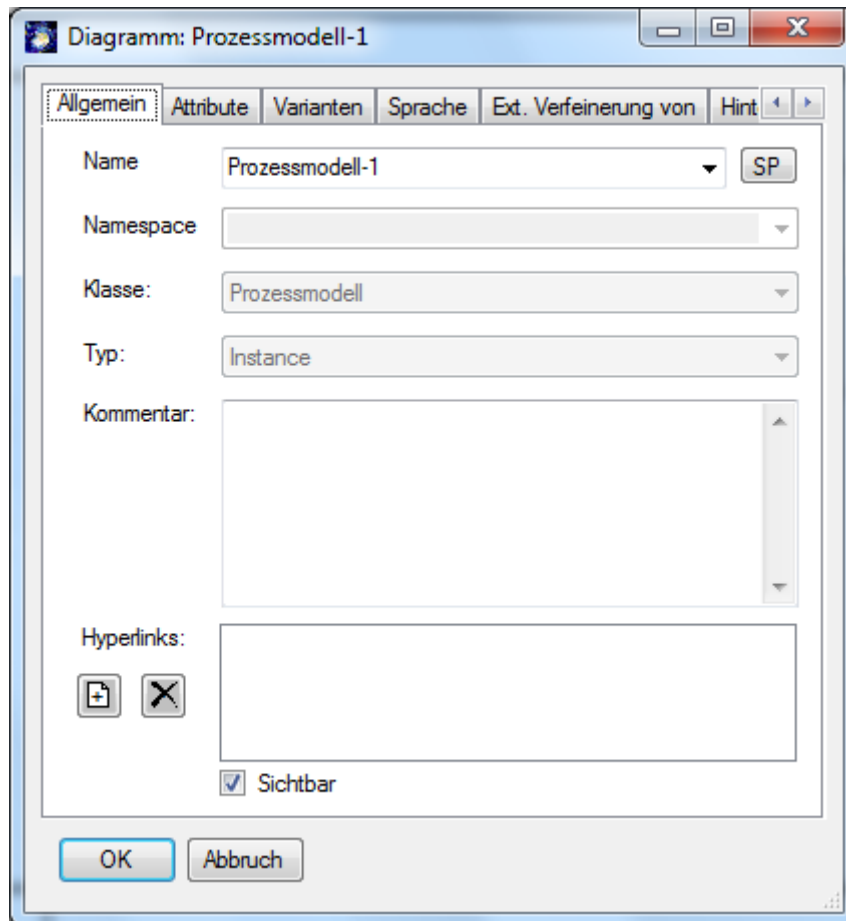 Diagramm: Prozessmodell-1
Allgemein Attribute Varianten Sprache Ext. Verfeinerung von Hint
Name Prozessmodell-1 SP
Namespace
Klasse: Prozessmodell
Typ: Instance
Kommentar:
Hyperlinks:
Sichtbar
OK Abbruch